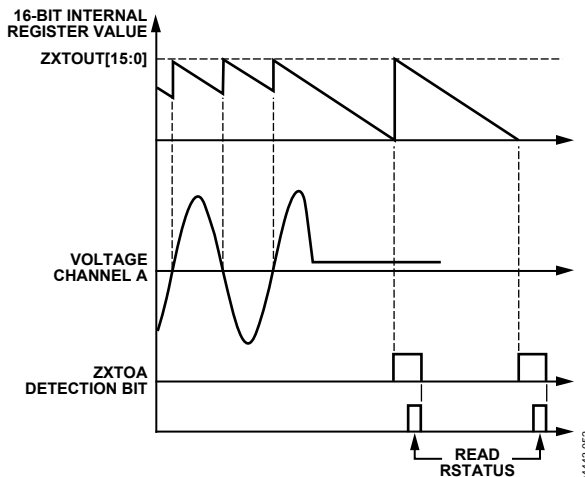 16-BIT INTERNAL
REGISTER VALUE
ZXTOUT[15:0]
VOLTAGE
CHANNEL A
ZXTOA
DETECTION BIT
READ
RSTATUS